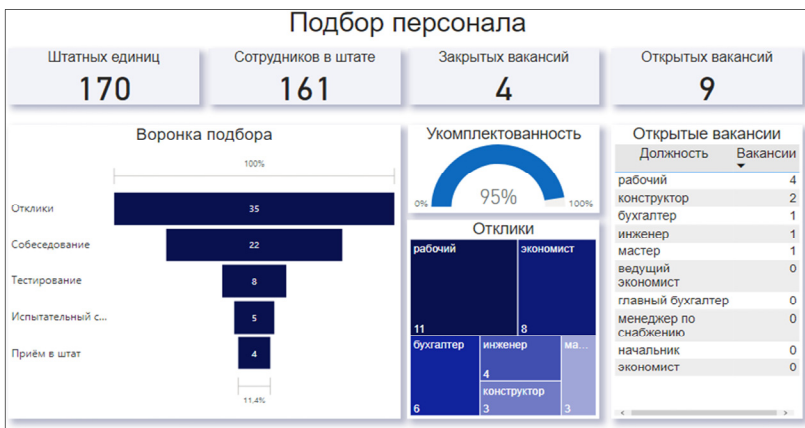 Подбор персонала
Штатных единиц
170
Сотрудников в штате
161
Закрытых вакансий
4
Открытых вакансий
9
Воронка подбора
100%
Отклики
35
Собеседование
22
Тестирование
8
Испытательный с...
5
Приём в штат
4
11,4%
Укомплектованность
0%
95%
100%
Отклики
рабочий
11
экономист
8
бухгалтер
6
инженер
4
конструктор
3
ма...
3
Открытые вакансии
Должность Вакансии
рабочий 4
конструктор 2
бухгалтер 1
инженер 1
мастер 1
ведущий 0
экономист
главный бухгалтер 0
менеджер по 0
снабжению
начальник 0
экономист 0